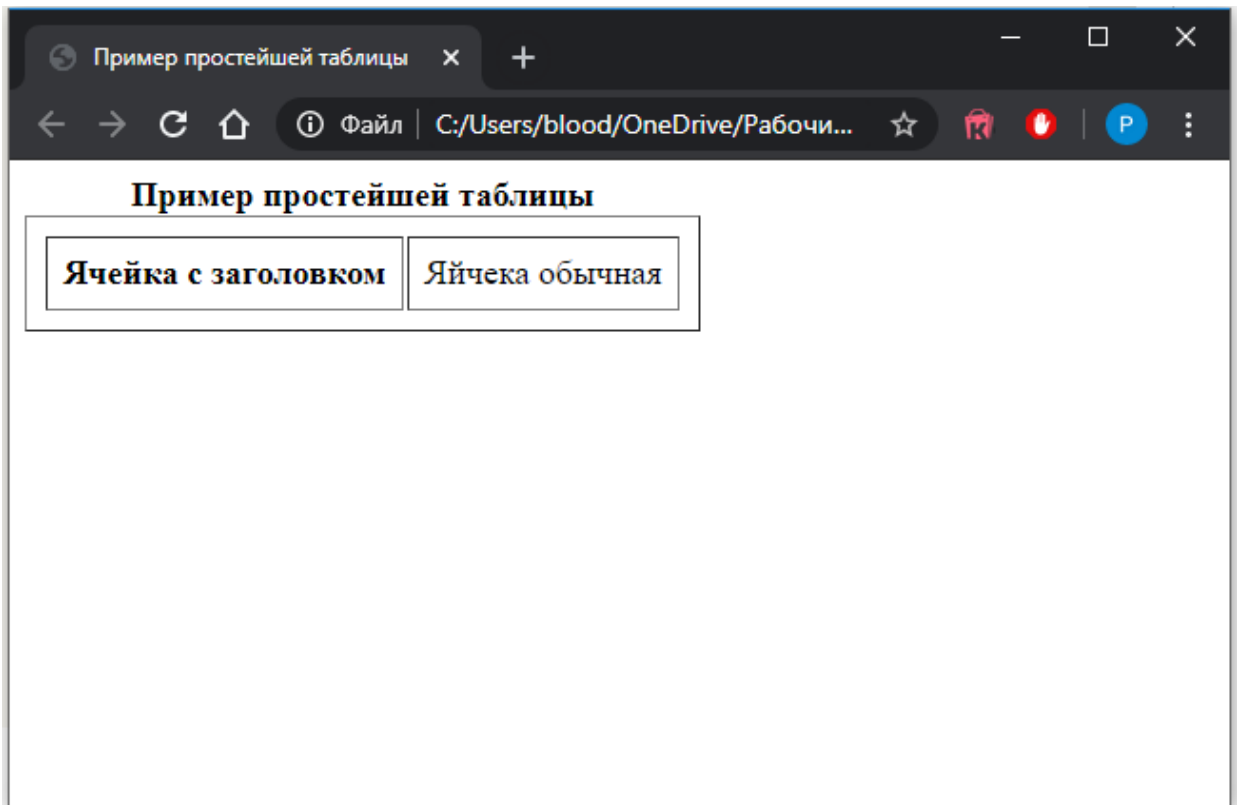 Пример простейшей таблицы
Файл C:/Users/blood/OneDrive/Рабочи... P
Пример простейшей таблицы
Ячейка с заголовком Яйчека обычная